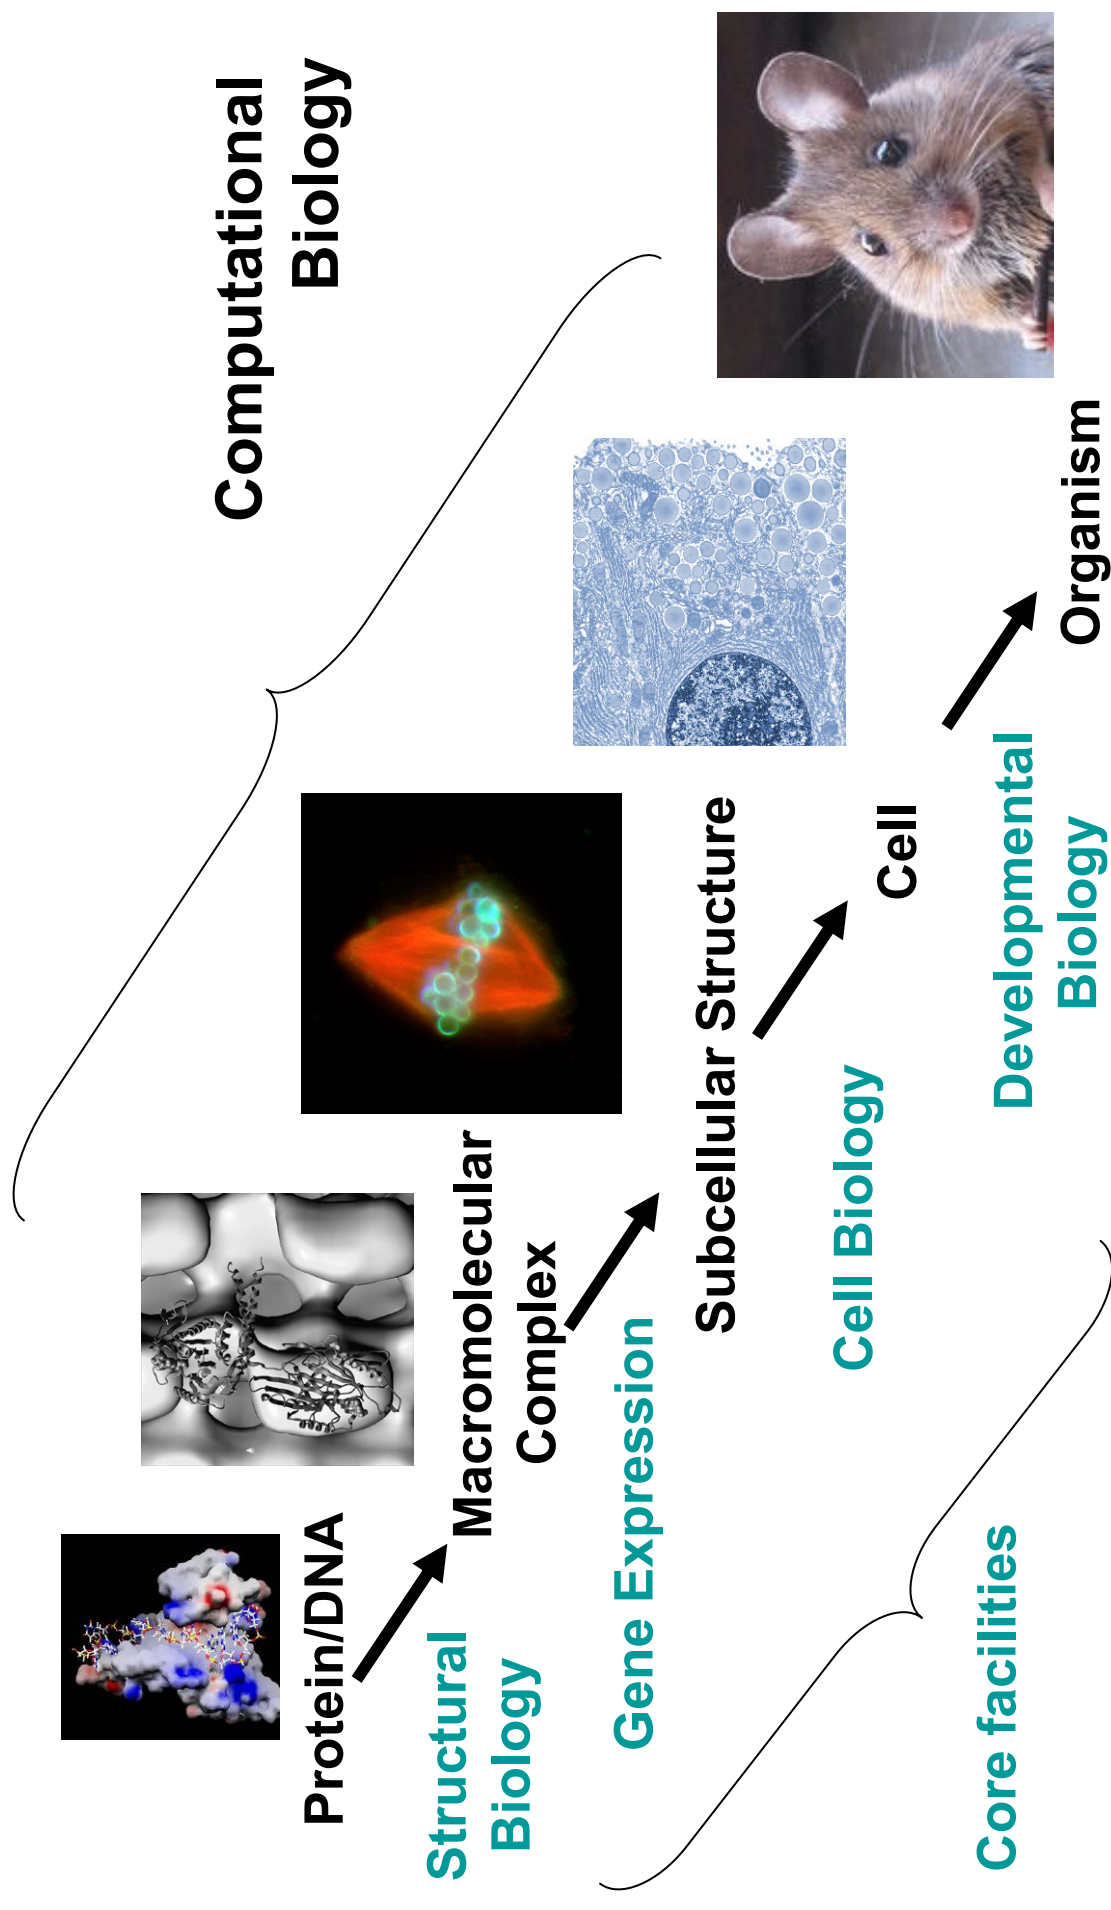 Computational
Biology
Protein/DNA
Structural
Biology
Macromolecular
Complex
Gene Expression
Subcellular Structure
Cell Biology
Cell
Developmental
Biology
Organism
Core facilities